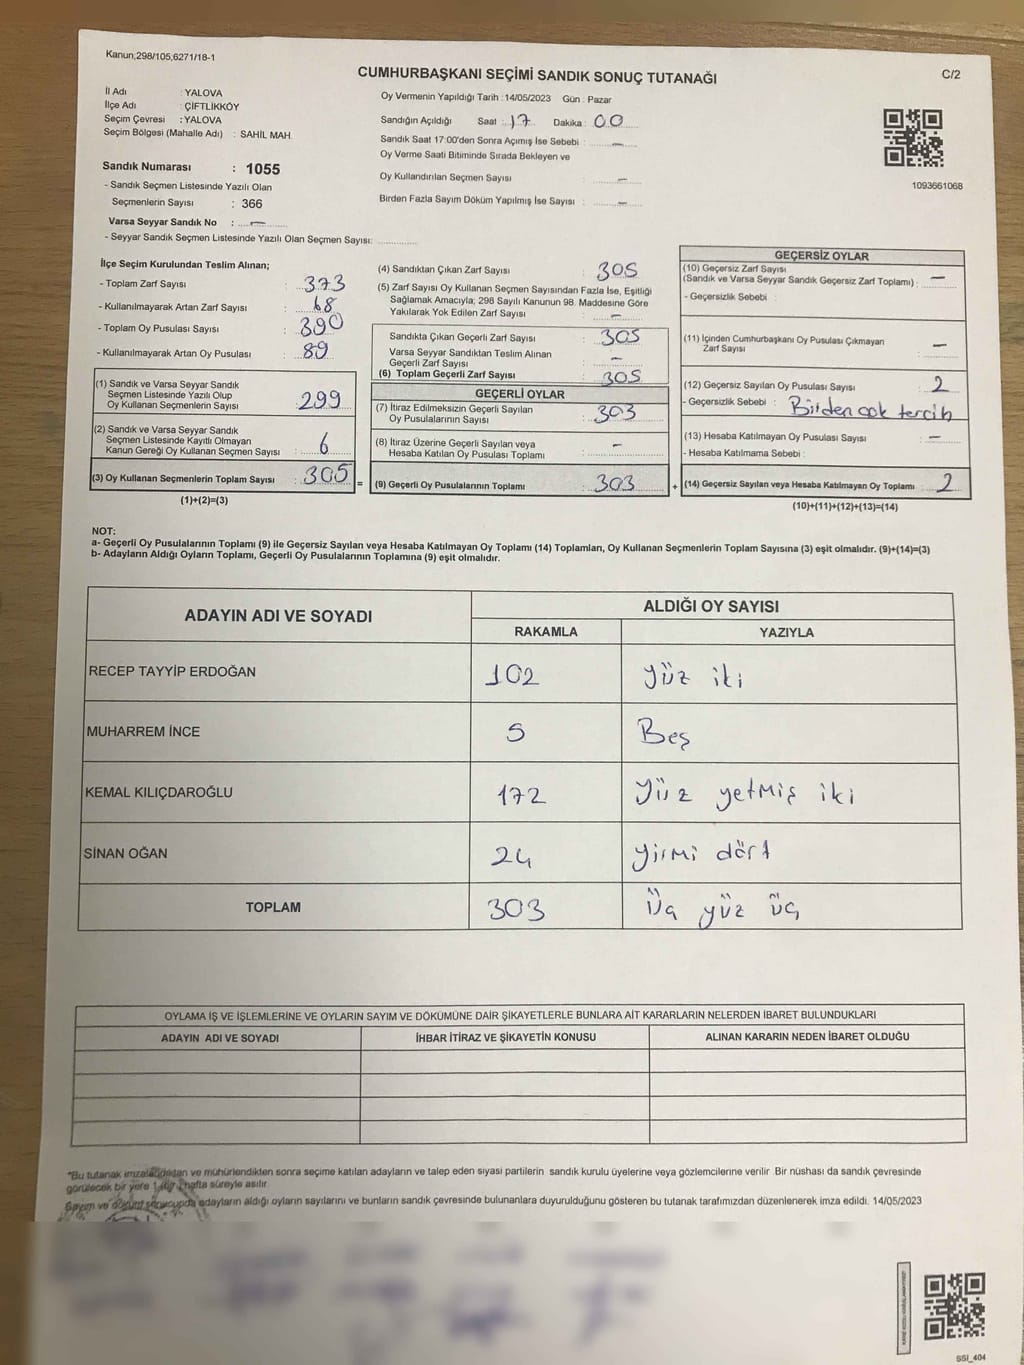 Kanun;298/105,6271/18-1
CUMHURBAŞKANI SEÇİMİ SANDIK SONUÇ TUTANAĞI
C/2
İl Adı : YALOVA
İlçe Adı : ÇİFTLİKKÖY
Seçim Çevresi : YALOVA
Seçim Bölgesi (Mahalle Adı) : SAHİL MAH.
Sandık Numarası : 1055
- Sandık Seçmen Listesinde Yazılı Olan
Seçmenlerin Sayısı : 366
Varsa Seyyar Sandık No : —
- Seyyar Sandık Seçmen Listesinde Yazılı Olan Seçmen Sayısı:
Oy Vermenin Yapıldığı Tarih : 14/05/2023 Gün : Pazar
Sandığın Açıldığı Saat : 17 Dakika : 00
Sandık Saat 17:00'den Sonra Açımış İse Sebebi : —
Oy Verme Saati Bitiminde Sırada Bekleyen ve
Oy Kullandırılan Seçmen Sayısı : —
Birden Fazla Sayım Döküm Yapılmış İse Sayısı : —
1093661068
İlçe Seçim Kurulundan Teslim Alınan;
- Toplam Zarf Sayısı : 373
- Kullanılmayarak Artan Zarf Sayısı : 68
- Toplam Oy Pusulası Sayısı : 390
- Kullanılmayarak Artan Oy Pusulası : 89
(1) Sandık ve Varsa Seyyar Sandık
Seçmen Listesinde Yazılı Olup
Oy Kullanan Seçmenlerin Sayısı : 299
(2) Sandık ve Varsa Seyyar Sandık
Seçmen Listesinde Kayıtlı Olmayan
Kanun Gereği Oy Kullanan Seçmen Sayısı : 6
(3) Oy Kullanan Seçmenlerin Toplam Sayısı : 305 =
(1)+(2)=(3)
(4) Sandıktan Çıkan Zarf Sayısı : 305
(5) Zarf Sayısı Oy Kullanan Seçmen Sayısından Fazla İse, Eşitliği
Sağlamak Amacıyla; 298 Sayılı Kanunun 98. Maddesine Göre
Yakılarak Yok Edilen Zarf Sayısı : —
Sandıkta Çıkan Geçerli Zarf Sayısı : 305
Varsa Seyyar Sandıktan Teslim Alınan
Geçerli Zarf Sayısı : —
(6) Toplam Geçerli Zarf Sayısı : 305
GEÇERLİ OYLAR
(7) İtiraz Edilmeksizin Geçerli Sayılan
Oy Pusulalarının Sayısı : 303
(8) İtiraz Üzerine Geçerli Sayılan veya
Hesaba Katılan Oy Pusulası Toplamı : —
(9) Geçerli Oy Pusulalarının Toplamı : 303 +
GEÇERSİZ OYLAR
(10) Geçersiz Zarf Sayısı
(Sandık ve Varsa Seyyar Sandık Geçersiz Zarf Toplamı) : —
- Geçersizlik Sebebi :
(11) İçinden Cumhurbaşkanı Oy Pusulası Çıkmayan
Zarf Sayısı : —
(12) Geçersiz Sayılan Oy Pusulası Sayısı : 2
- Geçersizlik Sebebi : Birden çok tercih
(13) Hesaba Katılmayan Oy Pusulası Sayısı : —
- Hesaba Katılmama Sebebi :
(14) Geçersiz Sayılan veya Hesaba Katılmayan Oy Toplamı : 2
(10)+(11)+(12)+(13)=(14)
NOT:
a- Geçerli Oy Pusulalarının Toplamı (9) ile Geçersiz Sayılan veya Hesaba Katılmayan Oy Toplamı (14) Toplamları, Oy Kullanan Seçmenlerin Toplam Sayısına (3) eşit olmalıdır. (9)+(14)=(3)
b- Adayların Aldığı Oyların Toplamı, Geçerli Oy Pusulalarının Toplamına (9) eşit olmalıdır.
ADAYIN ADI VE SOYADI
ALDIĞI OY SAYISI
RAKAMLA YAZIYLA
RECEP TAYYİP ERDOĞAN 102 Yüz iki
MUHARREM İNCE 5 Beş
KEMAL KILIÇDAROĞLU 172 Yüz yetmiş iki
SİNAN OĞAN 24 yirmi dört
TOPLAM 303 Üç yüz üç
OYLAMA İŞ VE İŞLEMLERİNE VE OYLARIN SAYIM VE DÖKÜMÜNE DAİR ŞİKAYETLERLE BUNLARA AİT KARARLARIN NELERDEN İBARET BULUNDUKLARI
ADAYIN ADI VE SOYADI İHBAR İTİRAZ VE ŞİKAYETİN KONUSU ALINAN KARARIN NEDEN İBARET OLDUĞU
*Bu tutanak imzalandıktan ve mühürlendikten sonra seçime katılan adayların ve talep eden siyasi partilerin sandık kurulu üyelerine veya gözlemcilerine verilir. Bir nüshası da sandık çevresinde
görülecek bir yere 1 (bir) hafta süreyle asılır.
Sayım ve döküm sonucunda adayların aldığı oyların sayılarını ve bunların sandık çevresinde bulunanlara duyurulduğunu gösteren bu tutanak tarafımızdan düzenlenerek imza edildi. 14/05/2023
SSI_404